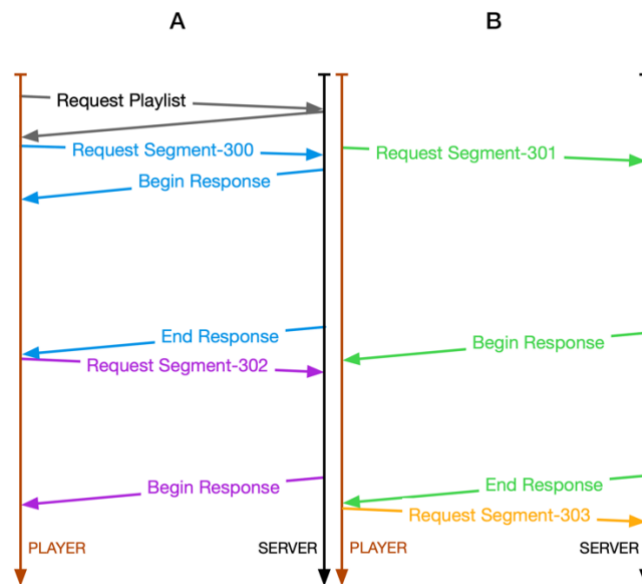 A
B
Request Playlist
Request Segment-300
Request Segment-301
Begin Response
End Response
Begin Response
Request Segment-302
Begin Response
End Response
Request Segment-303
PLAYER
SERVER
PLAYER
SERVER